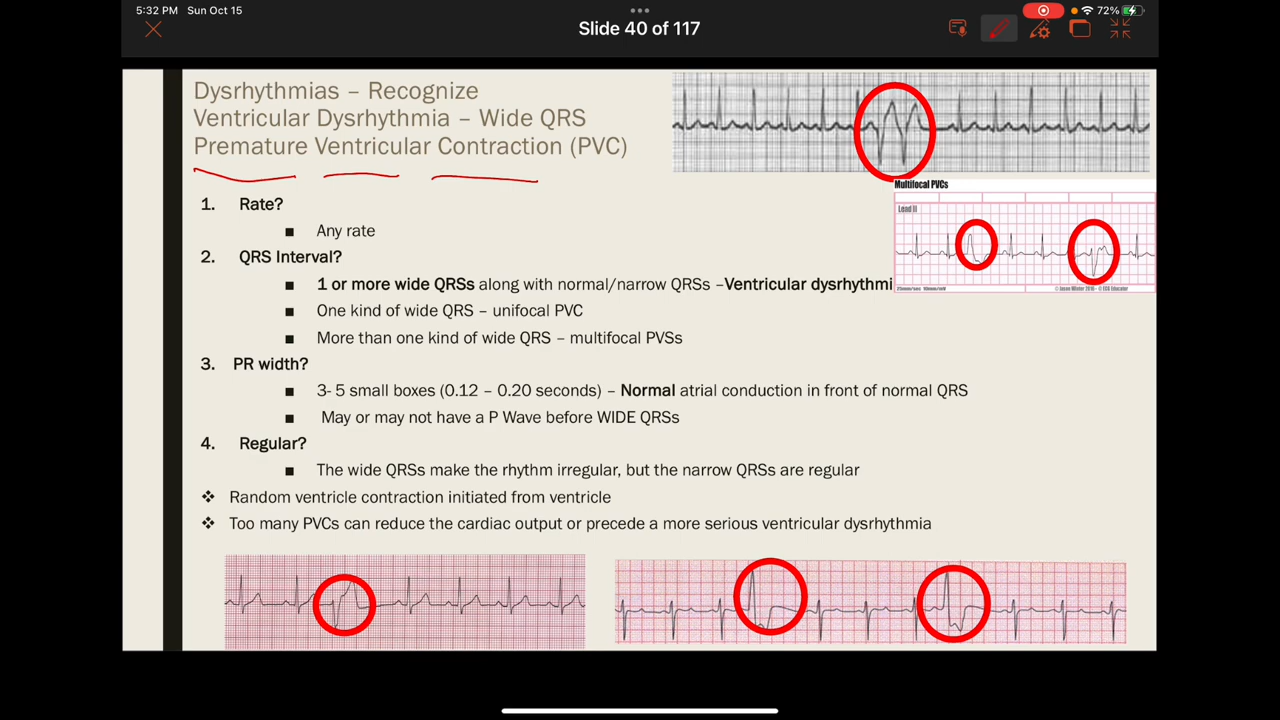 5:32 PM Sun Oct 15
72%
Slide 40 of 117
Dysrhythmias – Recognize
Ventricular Dysrhythmia – Wide QRS
Premature Ventricular Contraction (PVC)
Multifocal PVCs
Lead II
1. Rate?
■ Any rate
2. QRS Interval?
■ 1 or more wide QRSs along with normal/narrow QRSs –Ventricular dysrhythmi
■ One kind of wide QRS – unifocal PVC
■ More than one kind of wide QRS – multifocal PVSs
3. PR width?
■ 3- 5 small boxes (0.12 – 0.20 seconds) – Normal atrial conduction in front of normal QRS
■ May or may not have a P Wave before WIDE QRSs
4. Regular?
■ The wide QRSs make the rhythm irregular, but the narrow QRSs are regular
❖ Random ventricle contraction initiated from ventricle
❖ Too many PVCs can reduce the cardiac output or precede a more serious ventricular dysrhythmia